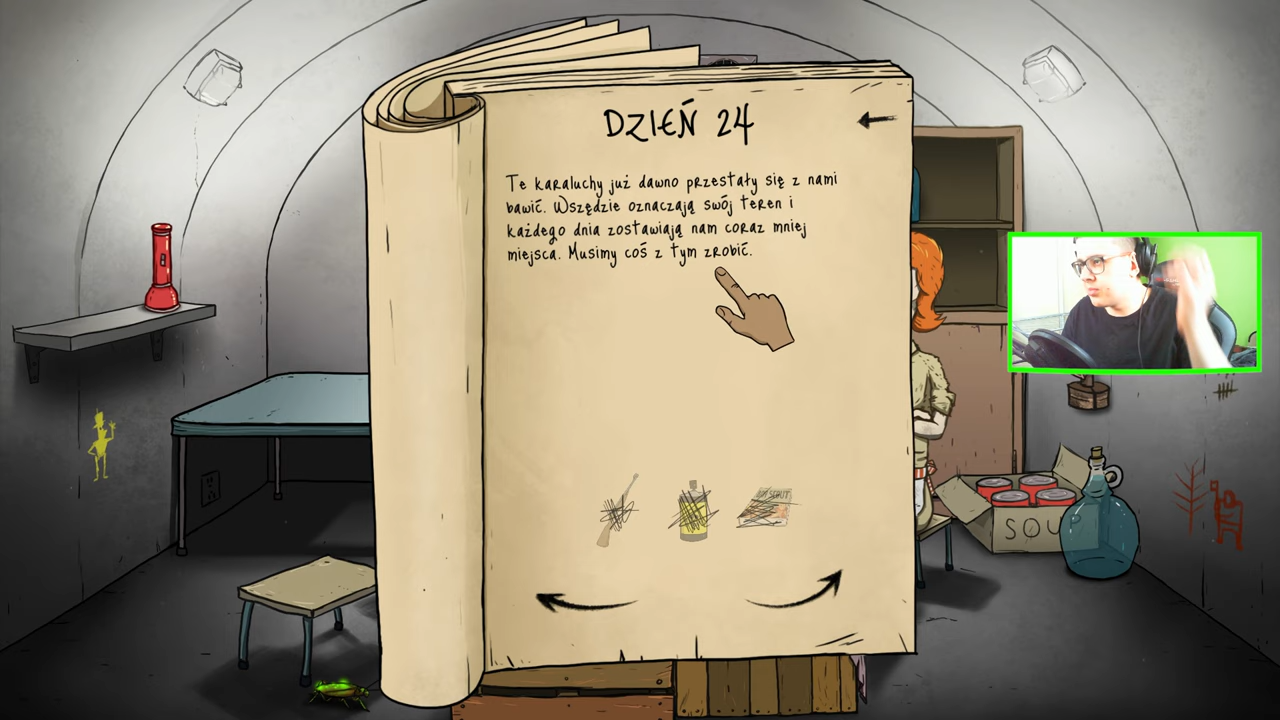 DZIEŃ 24
Te karaluchy już dawno przestały się z nami
bawić. Wszędzie oznaczają swój teren i
każdego dnia zostawiają nam coraz mniej
miejsca. Musimy coś z tym zrobić.
SOUP